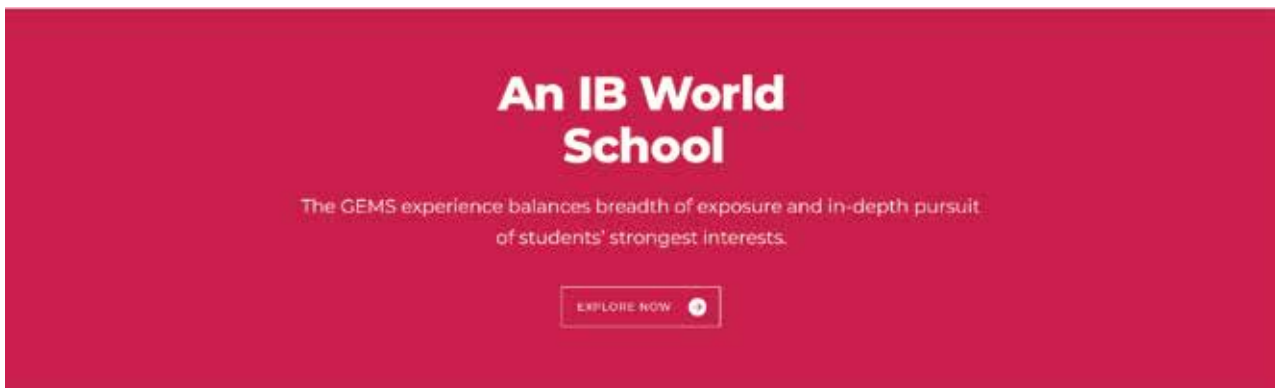 An IB World
School
The GEMS experience balances breadth of exposure and in-depth pursuit
of students' strongest interests.
EXPLORE NOW